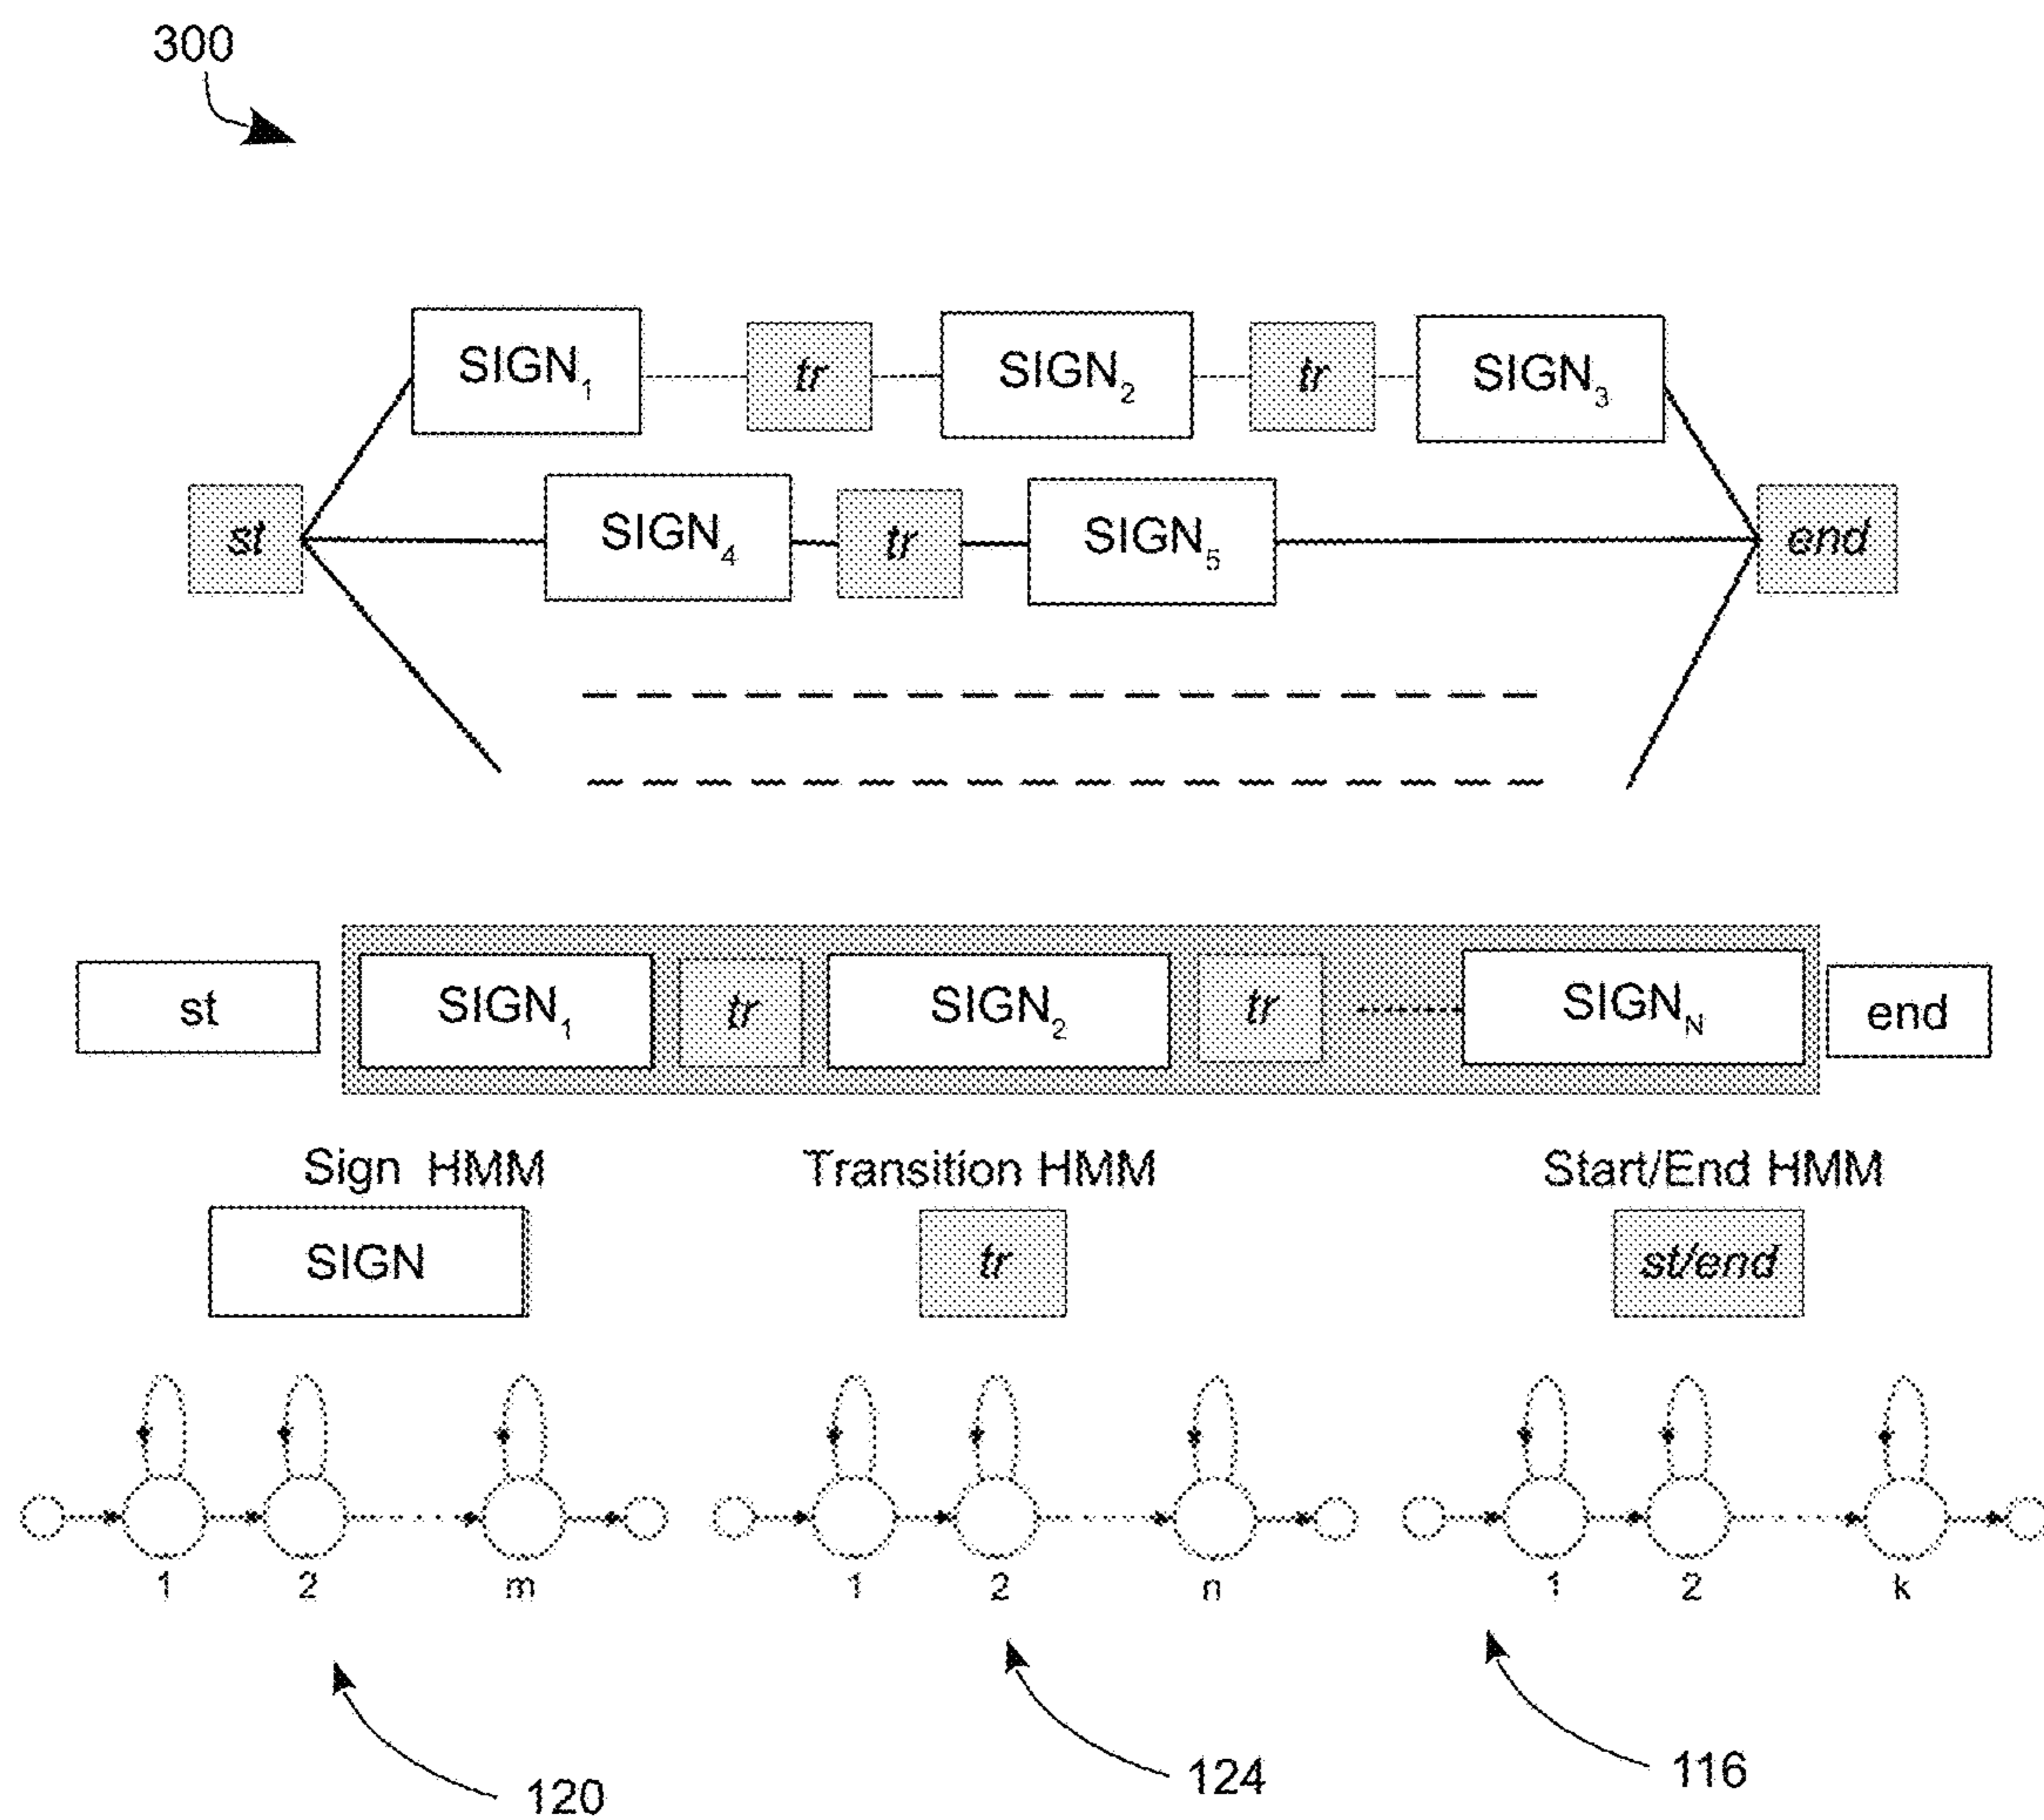 300
SIGN₁ tr SIGN₂ tr SIGN₃
st SIGN₄ tr SIGN₅ end
st SIGN₁ tr SIGN₂ tr SIGN_N end
Sign HMM Transition HMM Start/End HMM
SIGN tr st/end
1 2 m 1 2 n 1 2 k
120 124 116